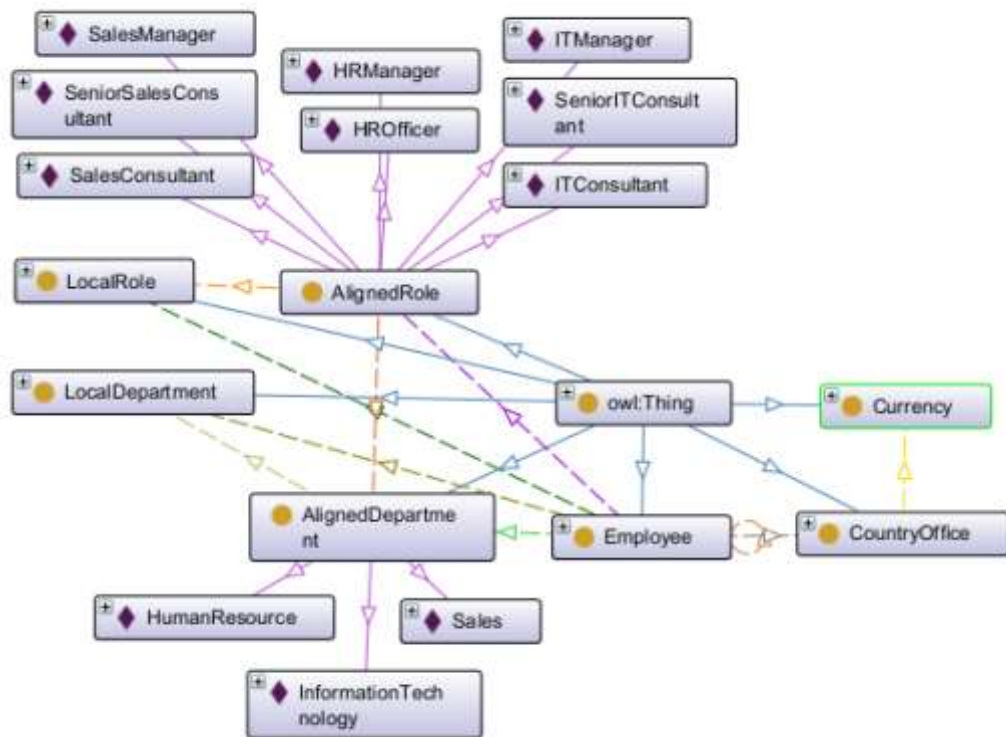 SalesManager
SeniorSalesCons
ultant
SalesConsultant
HRManager
HROfficer
ITManager
SeniorITConsult
ant
ITConsultant
LocalRole
AlignedRole
LocalDepartment
owl:Thing
Currency
AlignedDepartme
nt
Employee
CountryOffice
HumanResource
Sales
InformationTech
nology